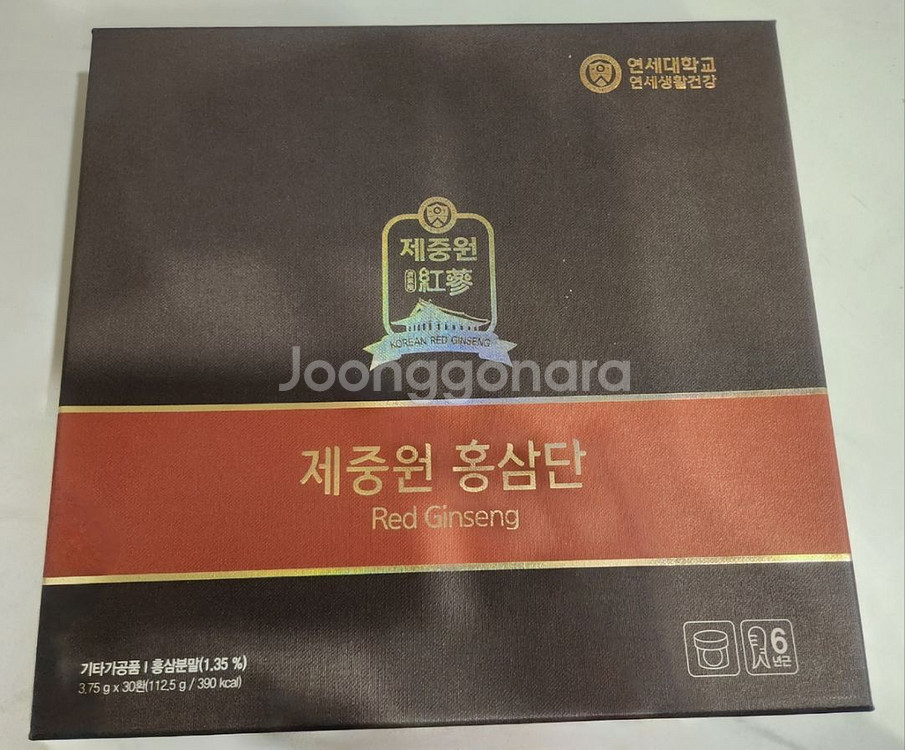 연세대학교
연세생활건강
제중원
紅蔘
KOREAN RED GINSENG
Joonggonara
제중원 홍삼단
Red Ginseng
6
년근
기타가공품 I 홍삼분말(1.35 %)
3.75 g x 30환(112.5 g / 390 kcal)